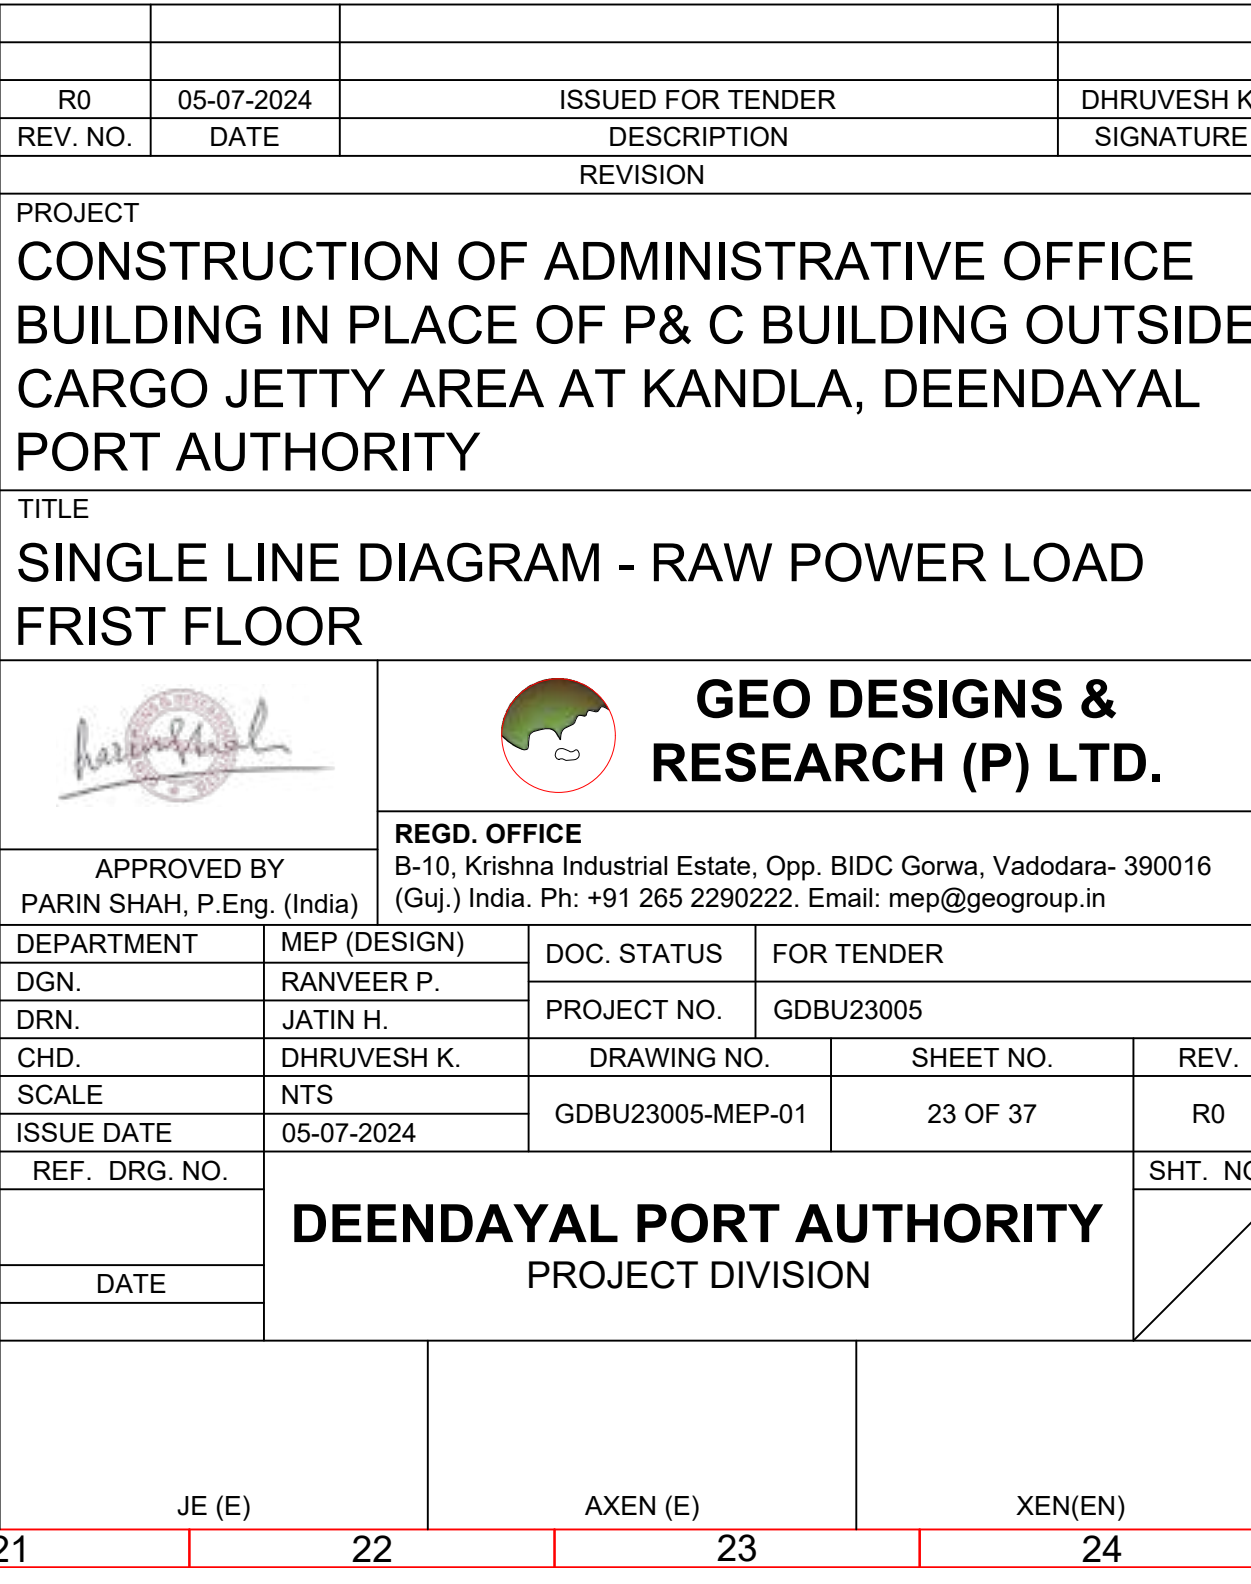 R0 05-07-2024 ISSUED FOR TENDER DHRUVESH K
REV. NO. DATE DESCRIPTION SIGNATURE
REVISION
PROJECT
CONSTRUCTION OF ADMINISTRATIVE OFFICE
BUILDING IN PLACE OF P& C BUILDING OUTSIDE
CARGO JETTY AREA AT KANDLA, DEENDAYAL
PORT AUTHORITY
TITLE
SINGLE LINE DIAGRAM - RAW POWER LOAD
FRIST FLOOR
GEO DESIGNS &
RESEARCH (P) LTD.
APPROVED BY
PARIN SHAH, P.Eng. (India)
REGD. OFFICE
B-10, Krishna Industrial Estate, Opp. BIDC Gorwa, Vadodara- 390016
(Guj.) India. Ph: +91 265 2290222. Email: mep@geogroup.in
DEPARTMENT MEP (DESIGN) DOC. STATUS FOR TENDER
DGN. RANVEER P.
DRN. JATIN H. PROJECT NO. GDBU23005
CHD. DHRUVESH K. DRAWING NO. SHEET NO. REV.
SCALE NTS GDBU23005-MEP-01 23 OF 37 R0
ISSUE DATE 05-07-2024
REF. DRG. NO. SHT. NO
DEENDAYAL PORT AUTHORITY
PROJECT DIVISION
DATE
JE (E) AXEN (E) XEN(EN)
21 22 23 24